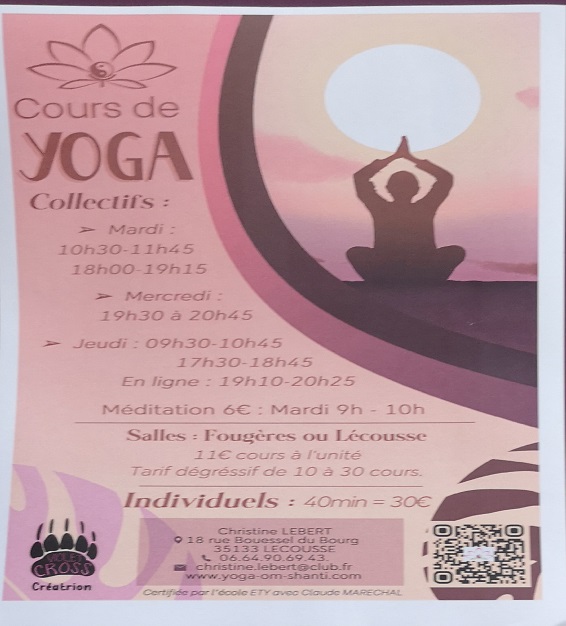 Cours de
YOGA
Collectifs :
➢ Mardi :
10h30-11h45
18h00-19h15
➢ Mercredi :
19h30 à 20h45
➢ Jeudi : 09h30-10h45
17h30-18h45
En ligne : 19h10-20h25
Méditation 6€ : Mardi 9h - 10h
Salles : Fougères ou Lécousse
11€ cours à l'unité
Tarif dégréssif de 10 à 30 cours.
Individuels : 40min = 30€
Christine LEBERT
18 rue Bouessel du Bourg
35133 LECOUSSE
06.64.90.69.43.
christine.lebert@club.fr
www.yoga-om-shanti.com
CROSS
Créatrion
Certifiée par l'école ETY avec Claude MARECHAL